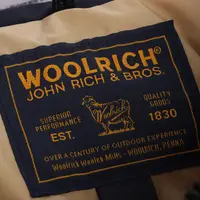 WOOLRICH®
JOHN RICH & BROS.
SUPERIOR PERFORMANCE
QUALITY GOODS
Woolrich
EST. 1830
OVER A CENTURY OF OUTDOOR EXPERIENCE
Woolrich Woolen Mills - WOOLRICH, PENNA